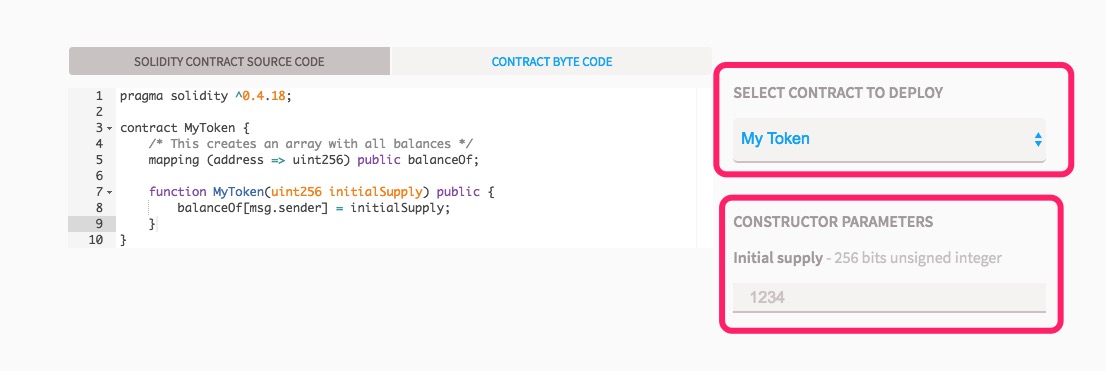 SOLIDITY CONTRACT SOURCE CODE
CONTRACT BYTE CODE
1 pragma solidity ^0.4.18;
2
3 contract MyToken {
4     /* This creates an array with all balances */
5     mapping (address => uint256) public balanceOf;
6
7     function MyToken(uint256 initialSupply) public {
8         balanceOf[msg.sender] = initialSupply;
9     }
10 }
SELECT CONTRACT TO DEPLOY
My Token
CONSTRUCTOR PARAMETERS
Initial supply - 256 bits unsigned integer
1234